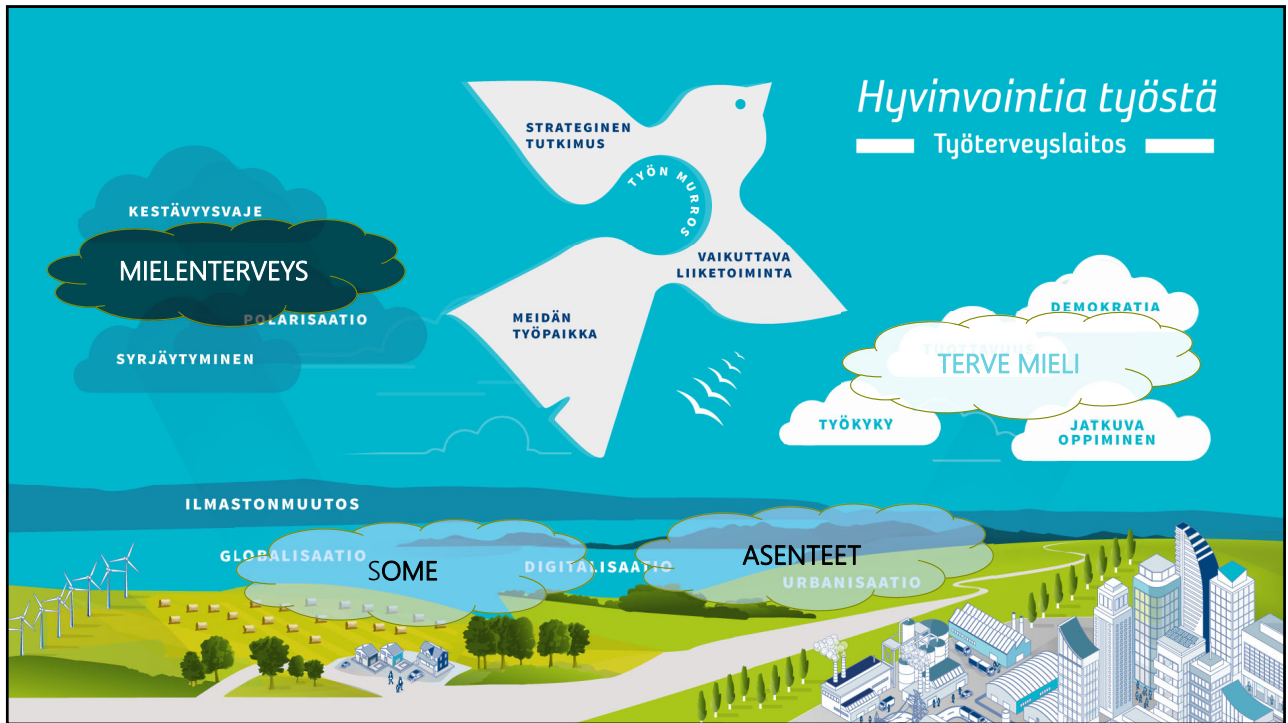 Hyvinvointia työstä
Työterveyslaitos
STRATEGINEN
TUTKIMUS
TYÖN MURROS
VAIKUTTAVA
LIIKETOIMINTA
MEIDÄN
TYÖPAIKKA
KESTÄVYYSVAJE
MIELENTERVEYS
POLARISAATIO
SYRJÄYTYMINEN
DEMOKRATIA
TUOTTAVUUS
TERVE MIELI
TYÖKYKY
JATKUVA
OPPIMINEN
ILMASTONMUUTOS
GLOBALISAATIO
SOME
DIGITALISAATIO
ASENTEET
URBANISAATIO